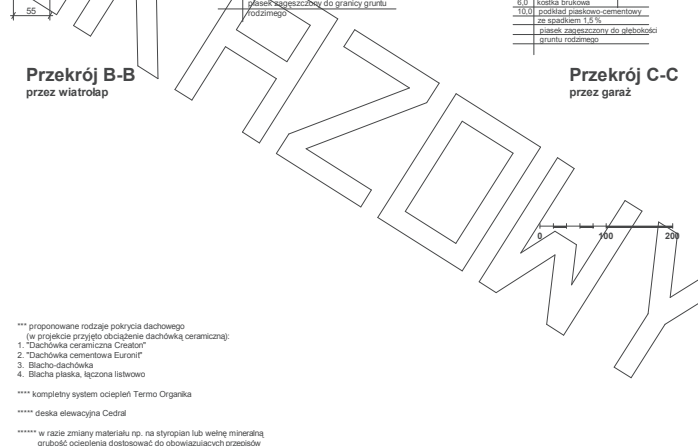 55
piasek zagęszczony do granicy gruntu
rodzimego
6,0 kostka brukowa
10,0 podkład piaskowo-cementowy
ze spadkiem 1,5 %
piasek zagęszczony do głębokości
gruntu rodzimego
Przekrój B-B
przez wiatrołap
Przekrój C-C
przez garaż
AZOWY
0 100 200
*** proponowane rodzaje pokrycia dachowego
(w projekcie przyjęto obciążenie dachówką ceramiczną):
1. "Dachówka ceramiczna Creaton"
2. "Dachówka cementowa Euronit"
3. Blacho-dachówka
4. Blacha płaska, łączona listwowo
**** kompletny system ociepleń Termo Organika
***** deska elewacyjna Cedral
****** w razie zmiany materiału np. na styropian lub wełnę mineralną
grubość ocieplenia dostosować do obowiązujących przepisów